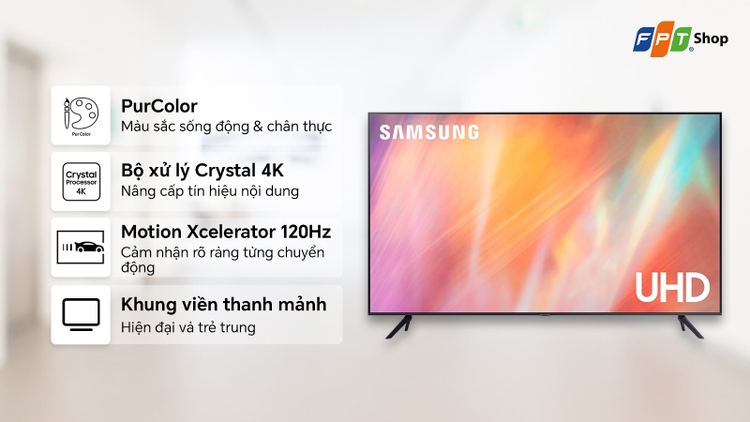 FPT Shop
PurColor
PurColor
Màu sắc sống động & chân thực
Crystal
Processor
4K
Bộ xử lý Crystal 4K
Nâng cấp tín hiệu nội dung
Motion Xcelerator 120Hz
Cảm nhận rõ ràng từng chuyển
động
Khung viền thanh mảnh
Hiện đại và trẻ trung
SAMSUNG
UHD